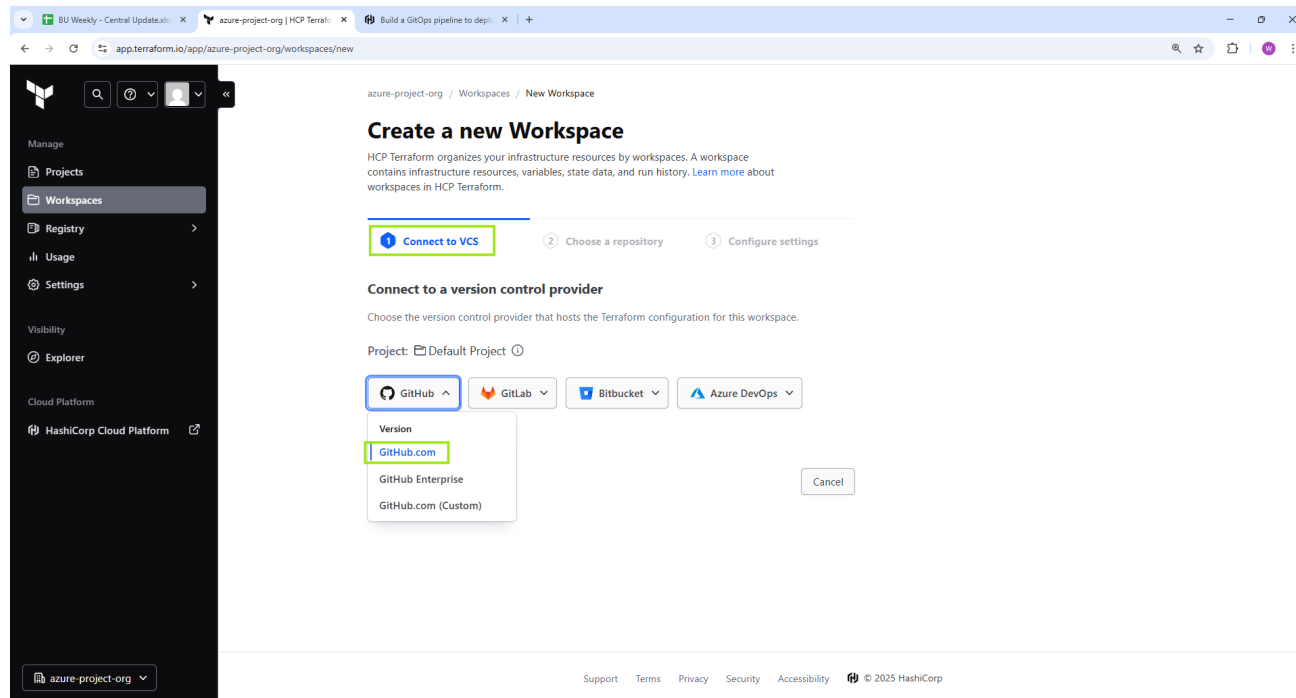 BU Weekly - Central Update.xls
azure-project-org | HCP Terrafo
Build a GitOps pipeline to deplo
app.terraform.io/app/azure-project-org/workspaces/new
W
Manage
Projects
Workspaces
Registry
Usage
Settings
Visibility
Explorer
Cloud Platform
HashiCorp Cloud Platform
azure-project-org
azure-project-org / Workspaces / New Workspace
Create a new Workspace
HCP Terraform organizes your infrastructure resources by workspaces. A workspace
contains infrastructure resources, variables, state data, and run history. Learn more about
workspaces in HCP Terraform.
1 Connect to VCS
2 Choose a repository
3 Configure settings
Connect to a version control provider
Choose the version control provider that hosts the Terraform configuration for this workspace.
Project: Default Project
GitHub
GitLab
Bitbucket
Azure DevOps
Version
GitHub.com
GitHub Enterprise
GitHub.com (Custom)
Cancel
Support Terms Privacy Security Accessibility © 2025 HashiCorp